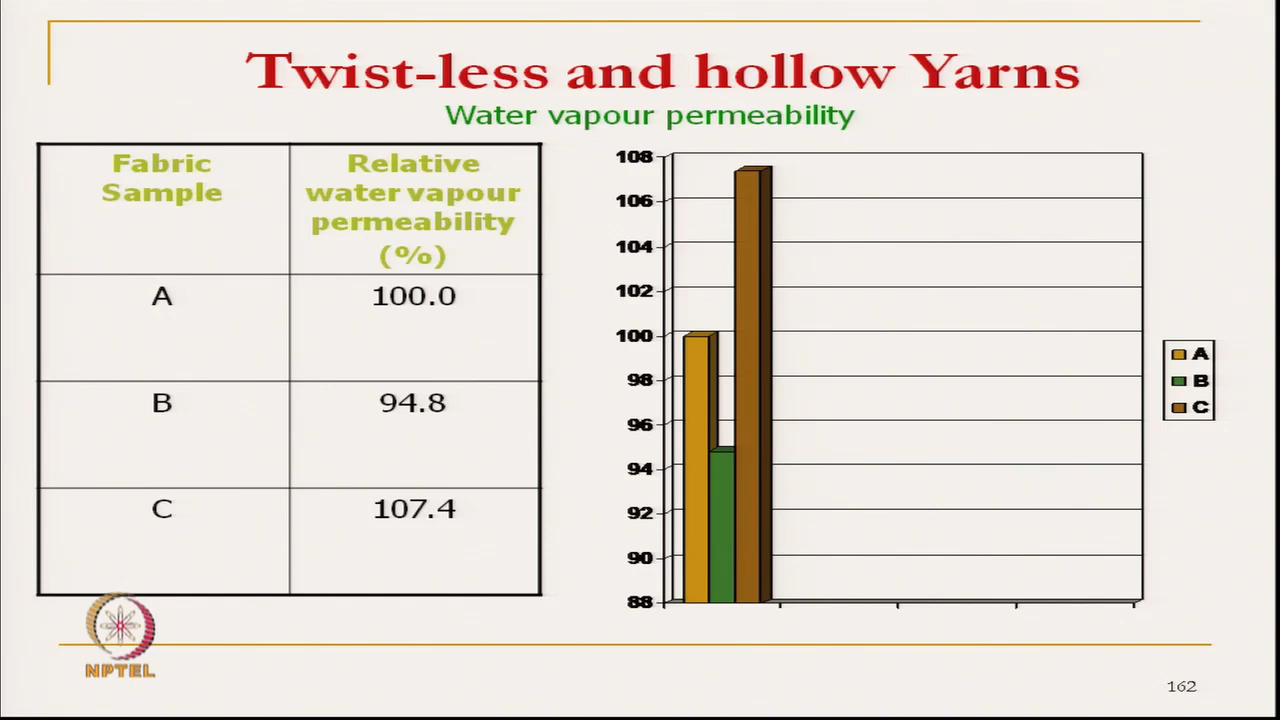 Twist-less and hollow Yarns
Water vapour permeability
Fabric
Sample
Relative
water vapour
permeability
(%)
A
100.0
B
94.8
C
107.4
108
106
104
102
100
98
96
94
92
90
88
A
B
C
NPTEL
162